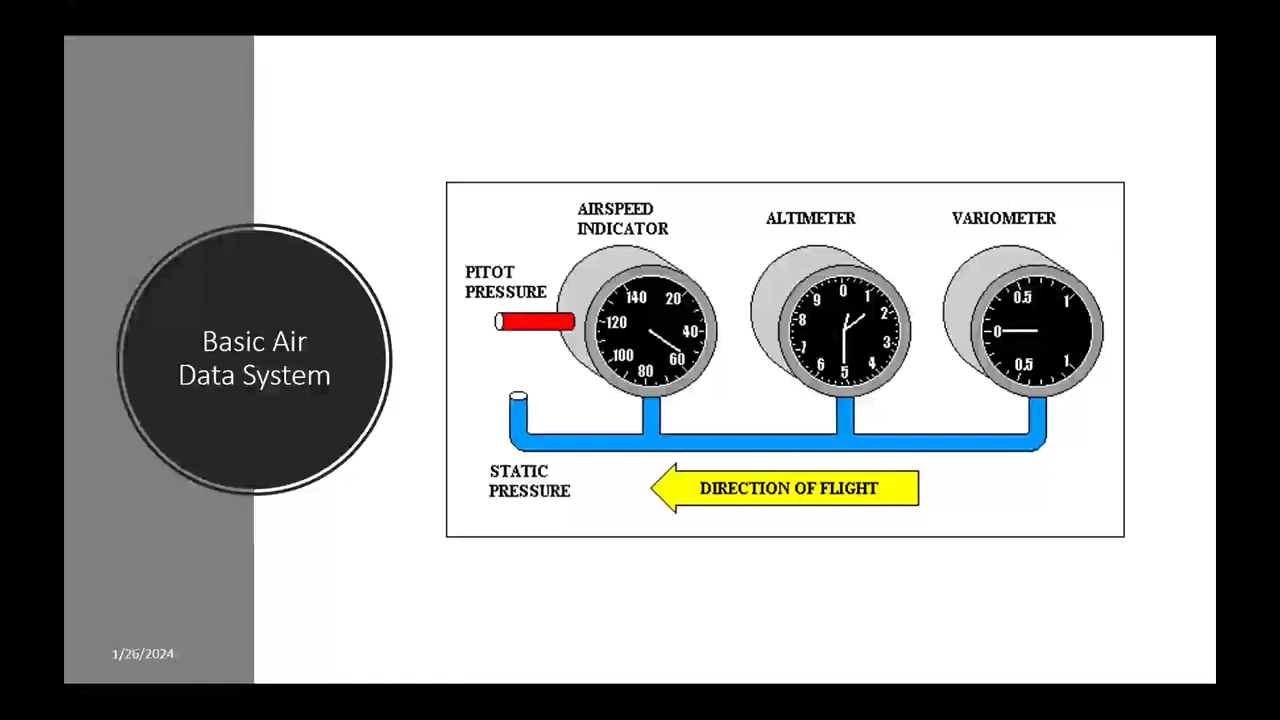 Basic Air
Data System
1/26/2024
AIRSPEED
INDICATOR
ALTIMETER
VARIOMETER
PITOT
PRESSURE
140 20
120 40
100 60
80
0
9 1
8 2
7 3
6 4
5
0.5 1
0
0.5 1
STATIC
PRESSURE
DIRECTION OF FLIGHT